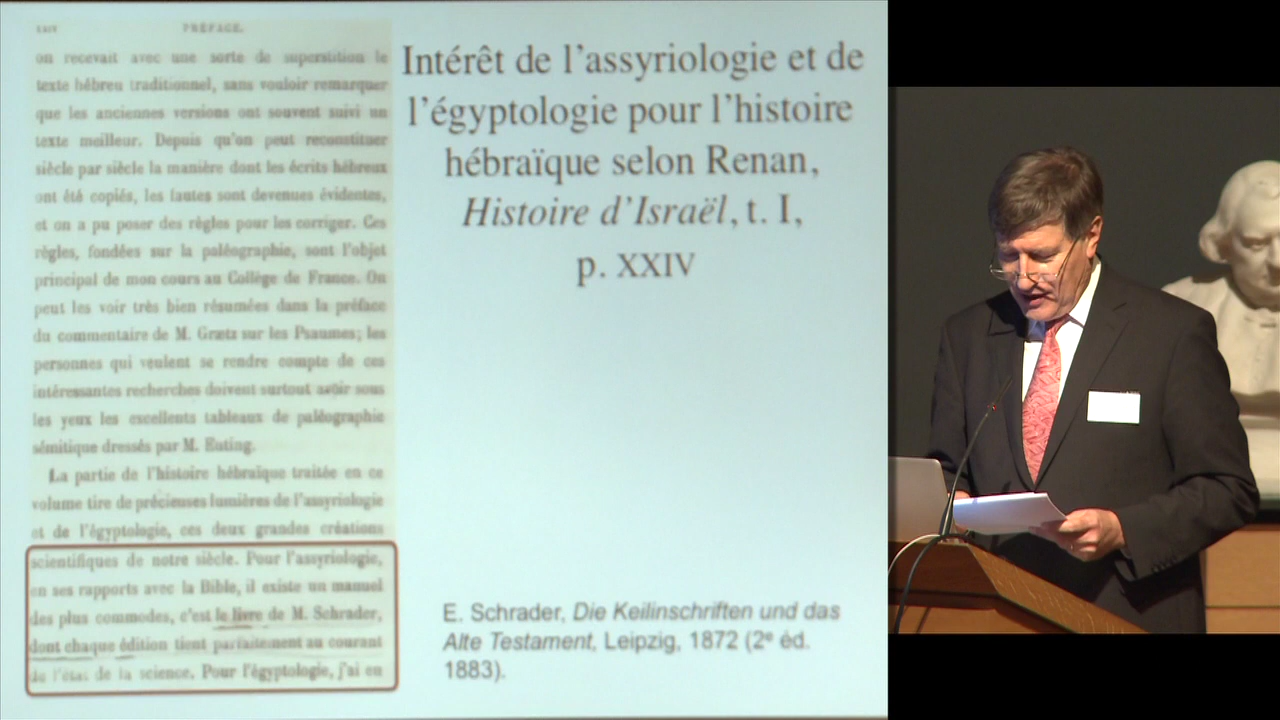 XXIV PRÉFACE.
on recevait avec une sorte de superstition le
texte hébreu traditionnel, sans vouloir remarquer
que les anciennes versions ont souvent suivi un
texte meilleur. Depuis qu'on peut reconstituer
siècle par siècle la manière dont les écrits hébreux
ont été copiés, les fautes sont devenues évidentes,
et on a pu poser des règles pour les corriger. Ces
règles, fondées sur la paléographie, sont l'objet
principal de mon cours au Collège de France. On
peut les voir très bien résumées dans la préface
du commentaire de M. Grætz sur les Psaumes; les
personnes qui veulent se rendre compte de ces
intéressantes recherches doivent surtout avoir sous
les yeux les excellents tableaux de paléographie
sémitique dressés par M. Euting.
La partie de l'histoire hébraïque traitée en ce
volume tire de précieuses lumières de l'assyriologie
et de l'égyptologie, ces deux grandes créations
scientifiques de notre siècle. Pour l'assyriologie,
en ses rapports avec la Bible, il existe un manuel
des plus commodes, c'est le livre de M. Schrader,
dont chaque édition tient parfaitement au courant
de l'état de la science. Pour l'égyptologie, j'ai eu
Intérêt de l'assyriologie et de
l'égyptologie pour l'histoire
hébraïque selon Renan,
Histoire d'Israël, t. I,
p. XXIV
E. Schrader, Die Keilinschriften und das
Alte Testament, Leipzig, 1872 (2e éd.
1883).